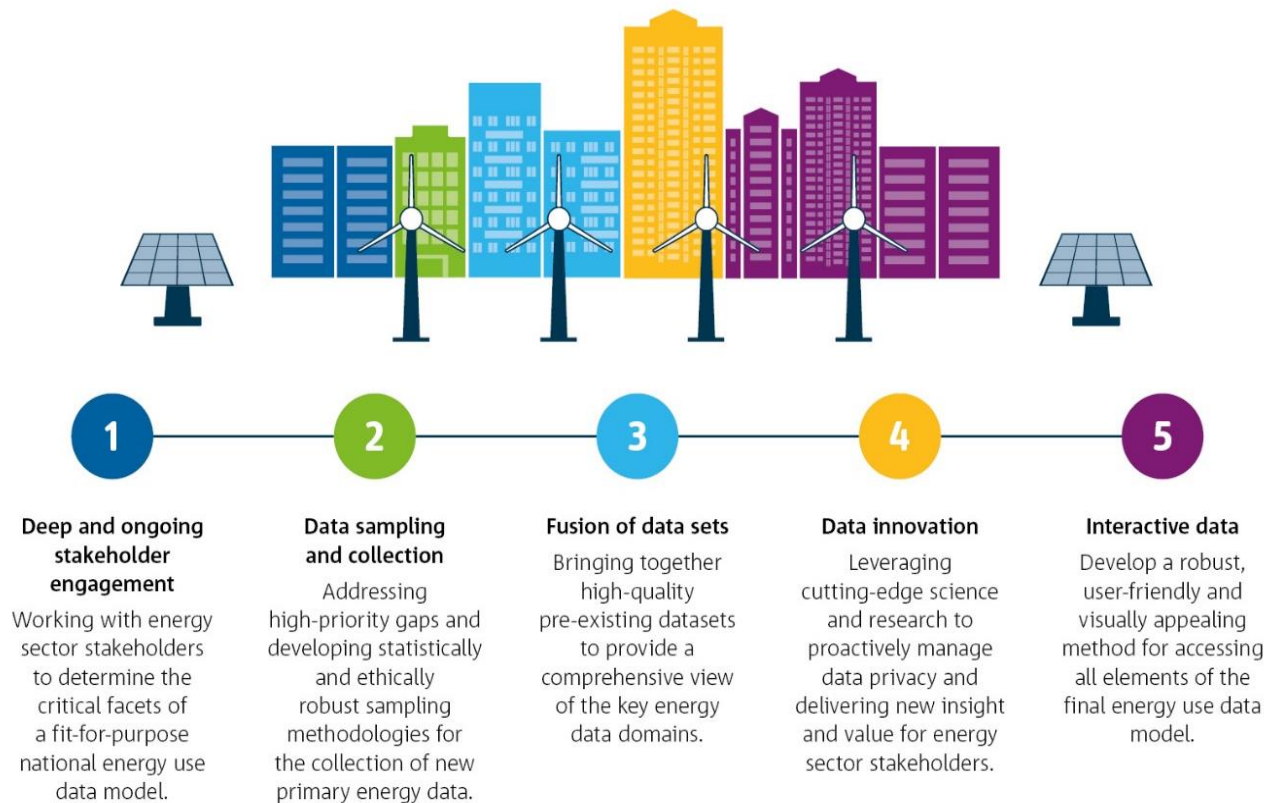 1
Deep and ongoing
stakeholder
engagement
Working with energy
sector stakeholders
to determine the
critical facets of
a fit-for-purpose
national energy use
data model.
2
Data sampling
and collection
Addressing
high-priority gaps and
developing statistically
and ethically
robust sampling
methodologies for
the collection of new
primary energy data.
3
Fusion of data sets
Bringing together
high-quality
pre-existing datasets
to provide a
comprehensive view
of the key energy
data domains.
4
Data innovation
Leveraging
cutting-edge science
and research to
proactively manage
data privacy and
delivering new insight
and value for energy
sector stakeholders.
5
Interactive data
Develop a robust,
user-friendly and
visually appealing
method for accessing
all elements of the
final energy use data
model.